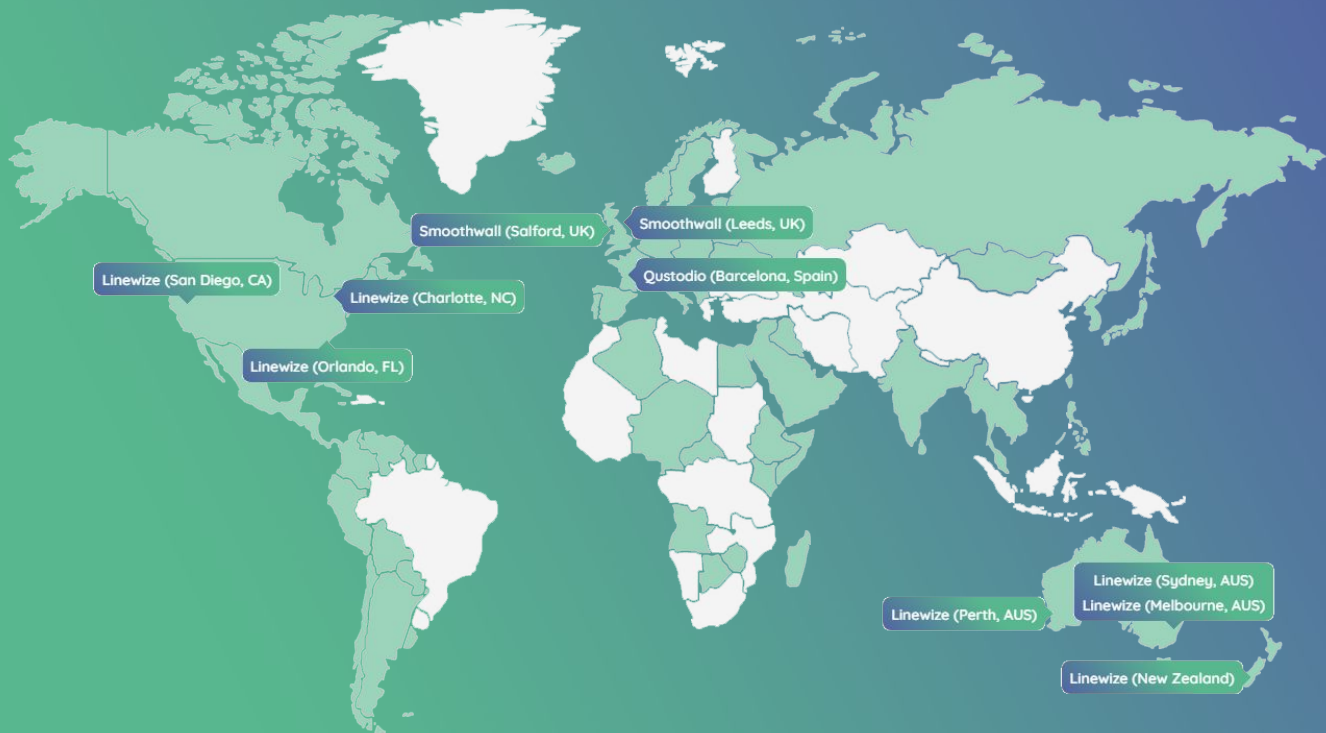 Smoothwall (Salford, UK)
Smoothwall (Leeds, UK)
Linewize (San Diego, CA)
Qustodio (Barcelona, Spain)
Linewize (Charlotte, NC)
Linewize (Orlando, FL)
Linewize (Sydney, AUS)
Linewize (Melbourne, AUS)
Linewize (Perth, AUS)
Linewize (New Zealand)